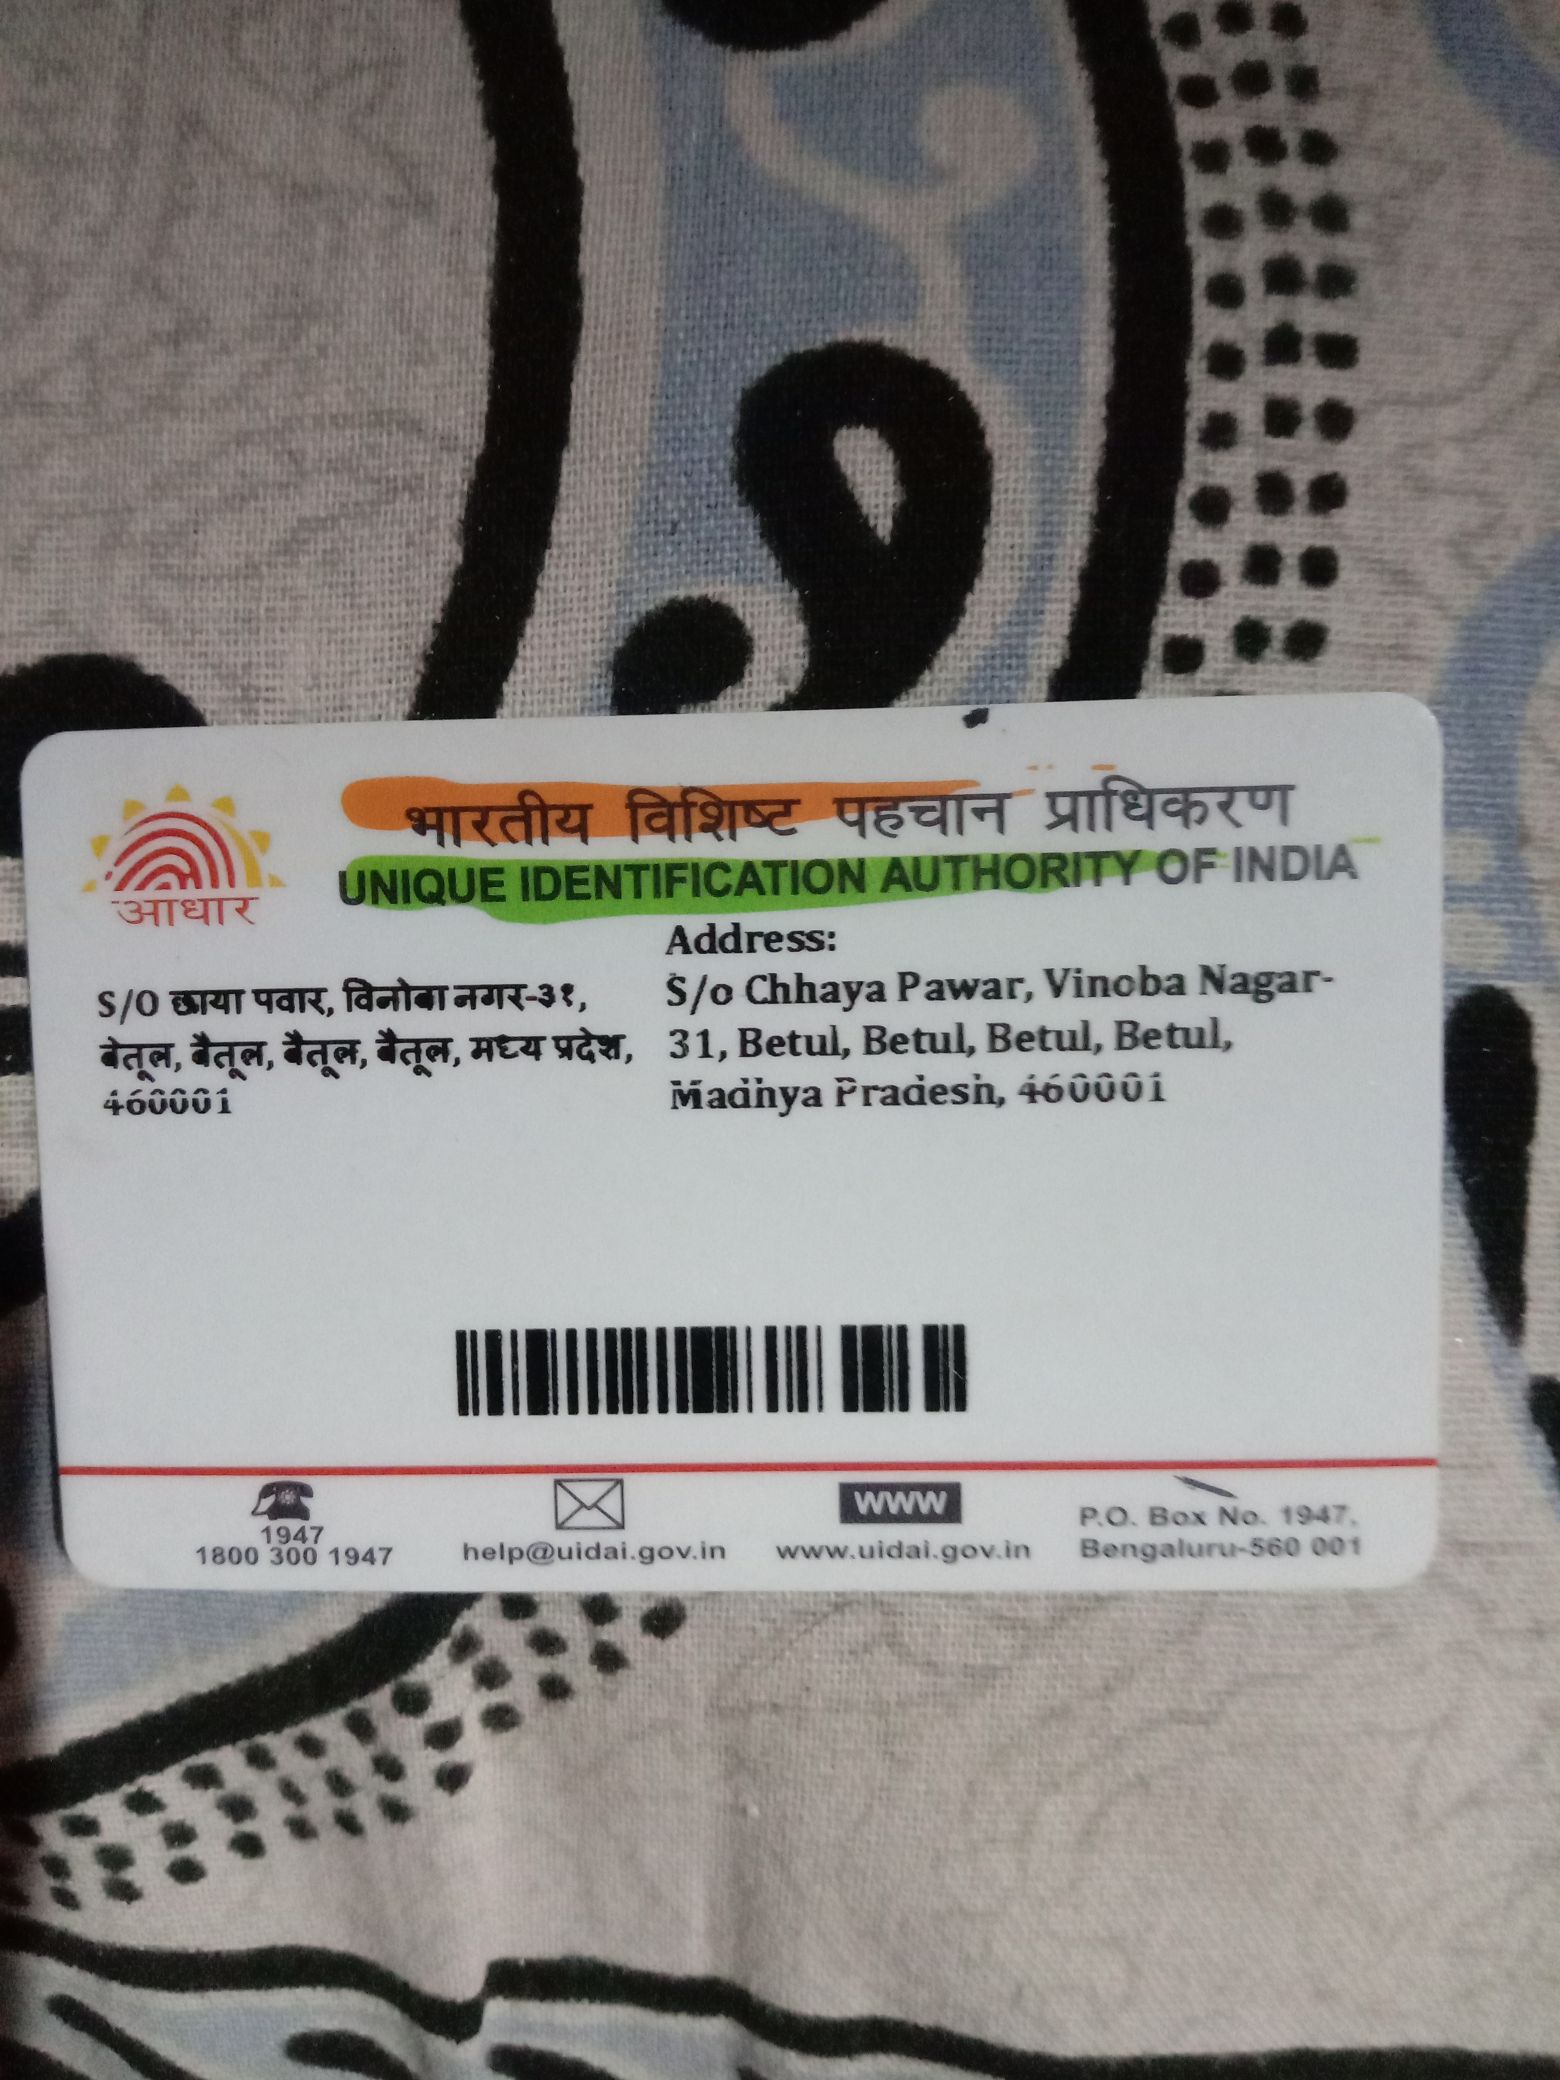 भारतीय विशिष्ट पहचान प्राधिकरण
UNIQUE IDENTIFICATION AUTHORITY OF INDIA
आधार
S/O छाया पवार, विनोबा नगर-३१,
बेतूल, बैतूल, बैतूल, बैतूल, मध्य प्रदेश,
460001
Address:
S/o Chhaya Pawar, Vinoba Nagar-
31, Betul, Betul, Betul, Betul,
Madhya Pradesh, 460001
1947
1800 300 1947
help@uidai.gov.in
WWW
www.uidai.gov.in
P.O. Box No. 1947,
Bengaluru-560 001